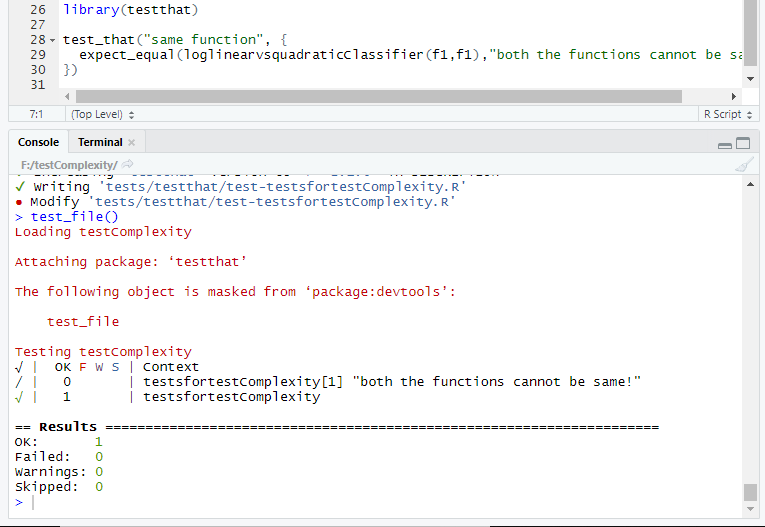 26 library(testthat)
27
28 test_that("same function", {
29 expect_equal(loglinearvsquadraticClassifier(f1,f1),"both the functions cannot be sa
30 })
31
7:1 (Top Level) R Script
Console Terminal
F:/testComplexity/
✓ Writing 'tests/testthat/test-testsfortestComplexity.R'
● Modify 'tests/testthat/test-testsfortestComplexity.R'
> test_file()
Loading testComplexity
Attaching package: ‘testthat’
The following object is masked from ‘package:devtools’:
test_file
Testing testComplexity
√ | OK F W S | Context
/ | 0 | testsfortestComplexity[1] "both the functions cannot be same!"
√ | 1 | testsfortestComplexity
== Results =====================================================================
OK: 1
Failed: 0
Warnings: 0
Skipped: 0
>